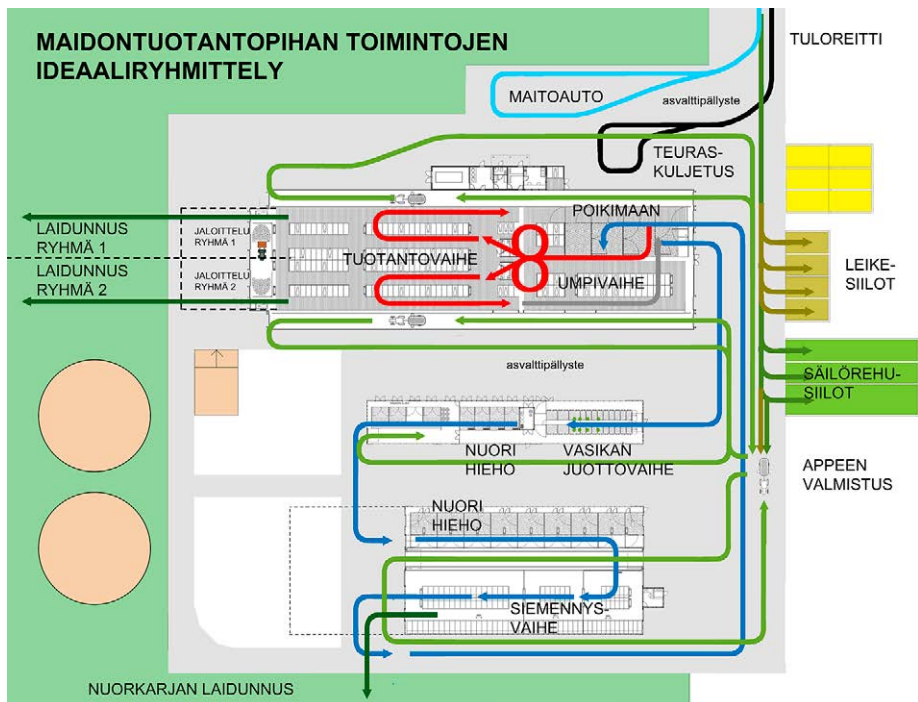 MAIDONTUOTANTOPIHAN TOIMINTOJEN
IDEAALIRYHMITTELY
TULOREITTI
MAITOAUTO
asvalttipällyste
TEURAS-
KULJETUS
POIKIMAAN
LAIDUNNUS
RYHMÄ 1
JALOITTELU
RYHMÄ 1
TUOTANTOVAIHE
LAIDUNNUS
RYHMÄ 2
JALOITTELU
RYHMÄ 2
UMPIVAIHE
LEIKE-
SIILOT
asvalttipällyste
SÄILÖREHU-
SIILOT
NUORI
HIEHO
VASIKAN
JUOTTOVAIHE
APPEEN
VALMISTUS
NUORI
HIEHO
SIEMENNYS-
VAIHE
NUORKARJAN LAIDUNNUS